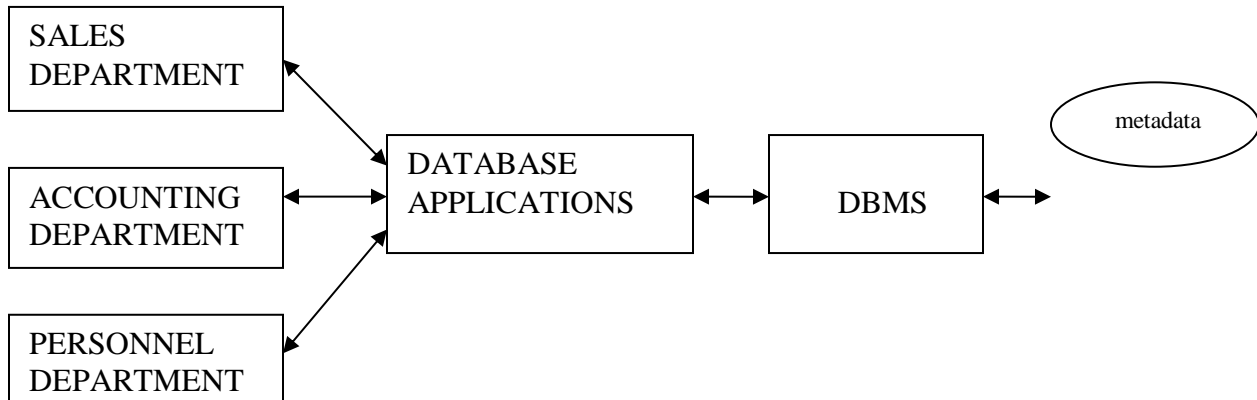 SALES
DEPARTMENT
metadata
DATABASE
APPLICATIONS
DBMS
ACCOUNTING
DEPARTMENT
PERSONNEL
DEPARTMENT